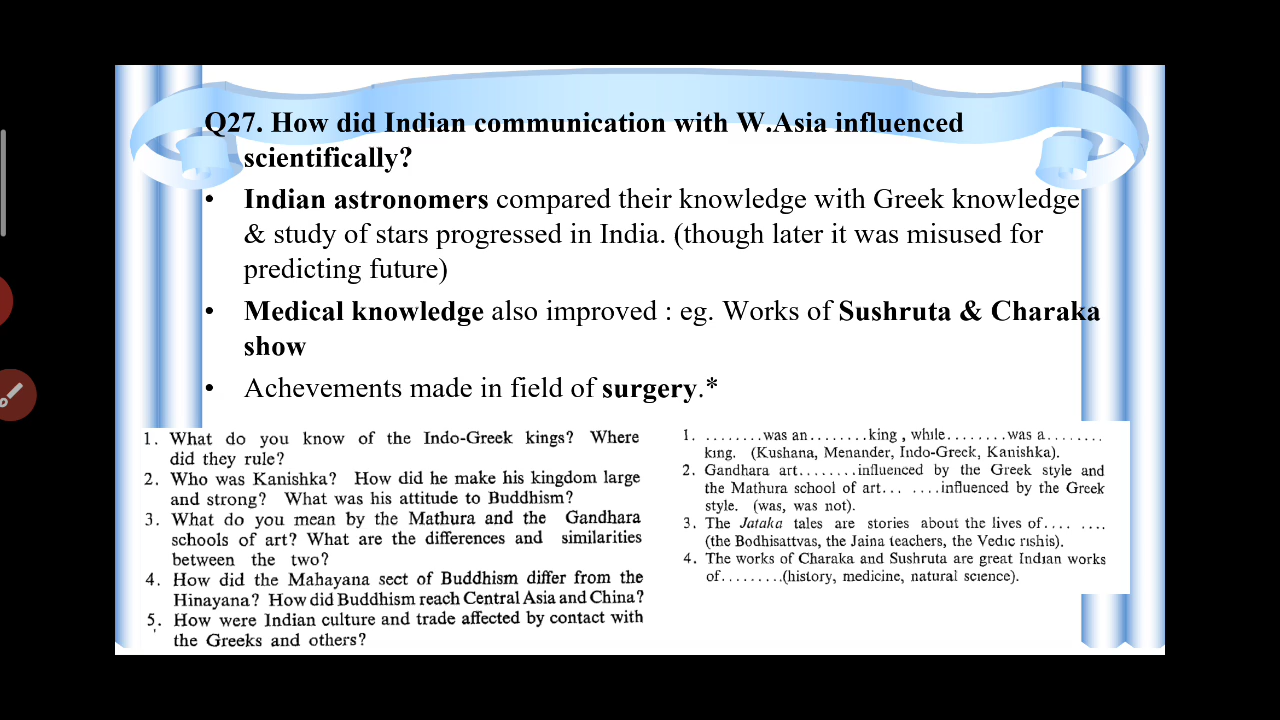 Q27. How did Indian communication with W.Asia influenced
scientifically?
• Indian astronomers compared their knowledge with Greek knowledge
& study of stars progressed in India. (though later it was misused for
predicting future)
• Medical knowledge also improved : eg. Works of Sushruta & Charaka
show
• Achevements made in field of surgery.*
1. What do you know of the Indo-Greek kings? Where
did they rule?
2. Who was Kanishka? How did he make his kingdom large
and strong? What was his attitude to Buddhism?
3. What do you mean by the Mathura and the Gandhara
schools of art? What are the differences and similarities
between the two?
4. How did the Mahayana sect of Buddhism differ from the
Hinayana? How did Buddhism reach Central Asia and China?
5. How were Indian culture and trade affected by contact with
the Greeks and others?
1. ........was an........king , while........was a........
king. (Kushana, Menander, Indo-Greek, Kanishka).
2. Gandhara art........influenced by the Greek style and
the Mathura school of art... ....influenced by the Greek
style. (was, was not).
3. The Jataka tales are stories about the lives of.... ....
(the Bodhisattvas, the Jaina teachers, the Vedic rishis).
4. The works of Charaka and Sushruta are great Indian works
of.........(history, medicine, natural science).